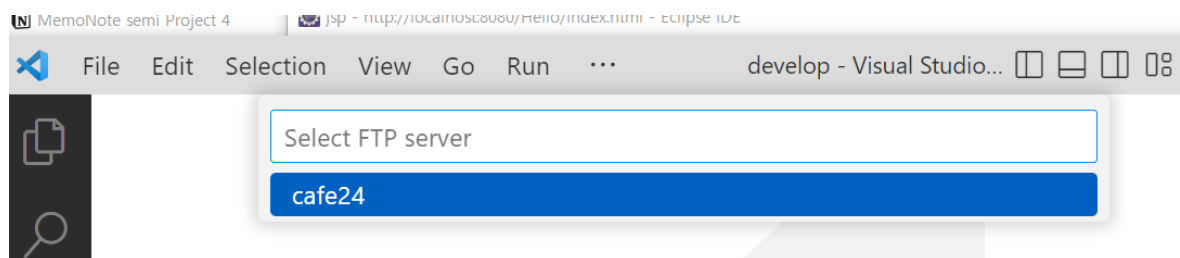 MemoNote semi Project 4
jsp - http://localhost:8080/Hello/index.html - Eclipse IDE
File Edit Selection View Go Run ··· develop - Visual Studio...
Select FTP server
cafe24